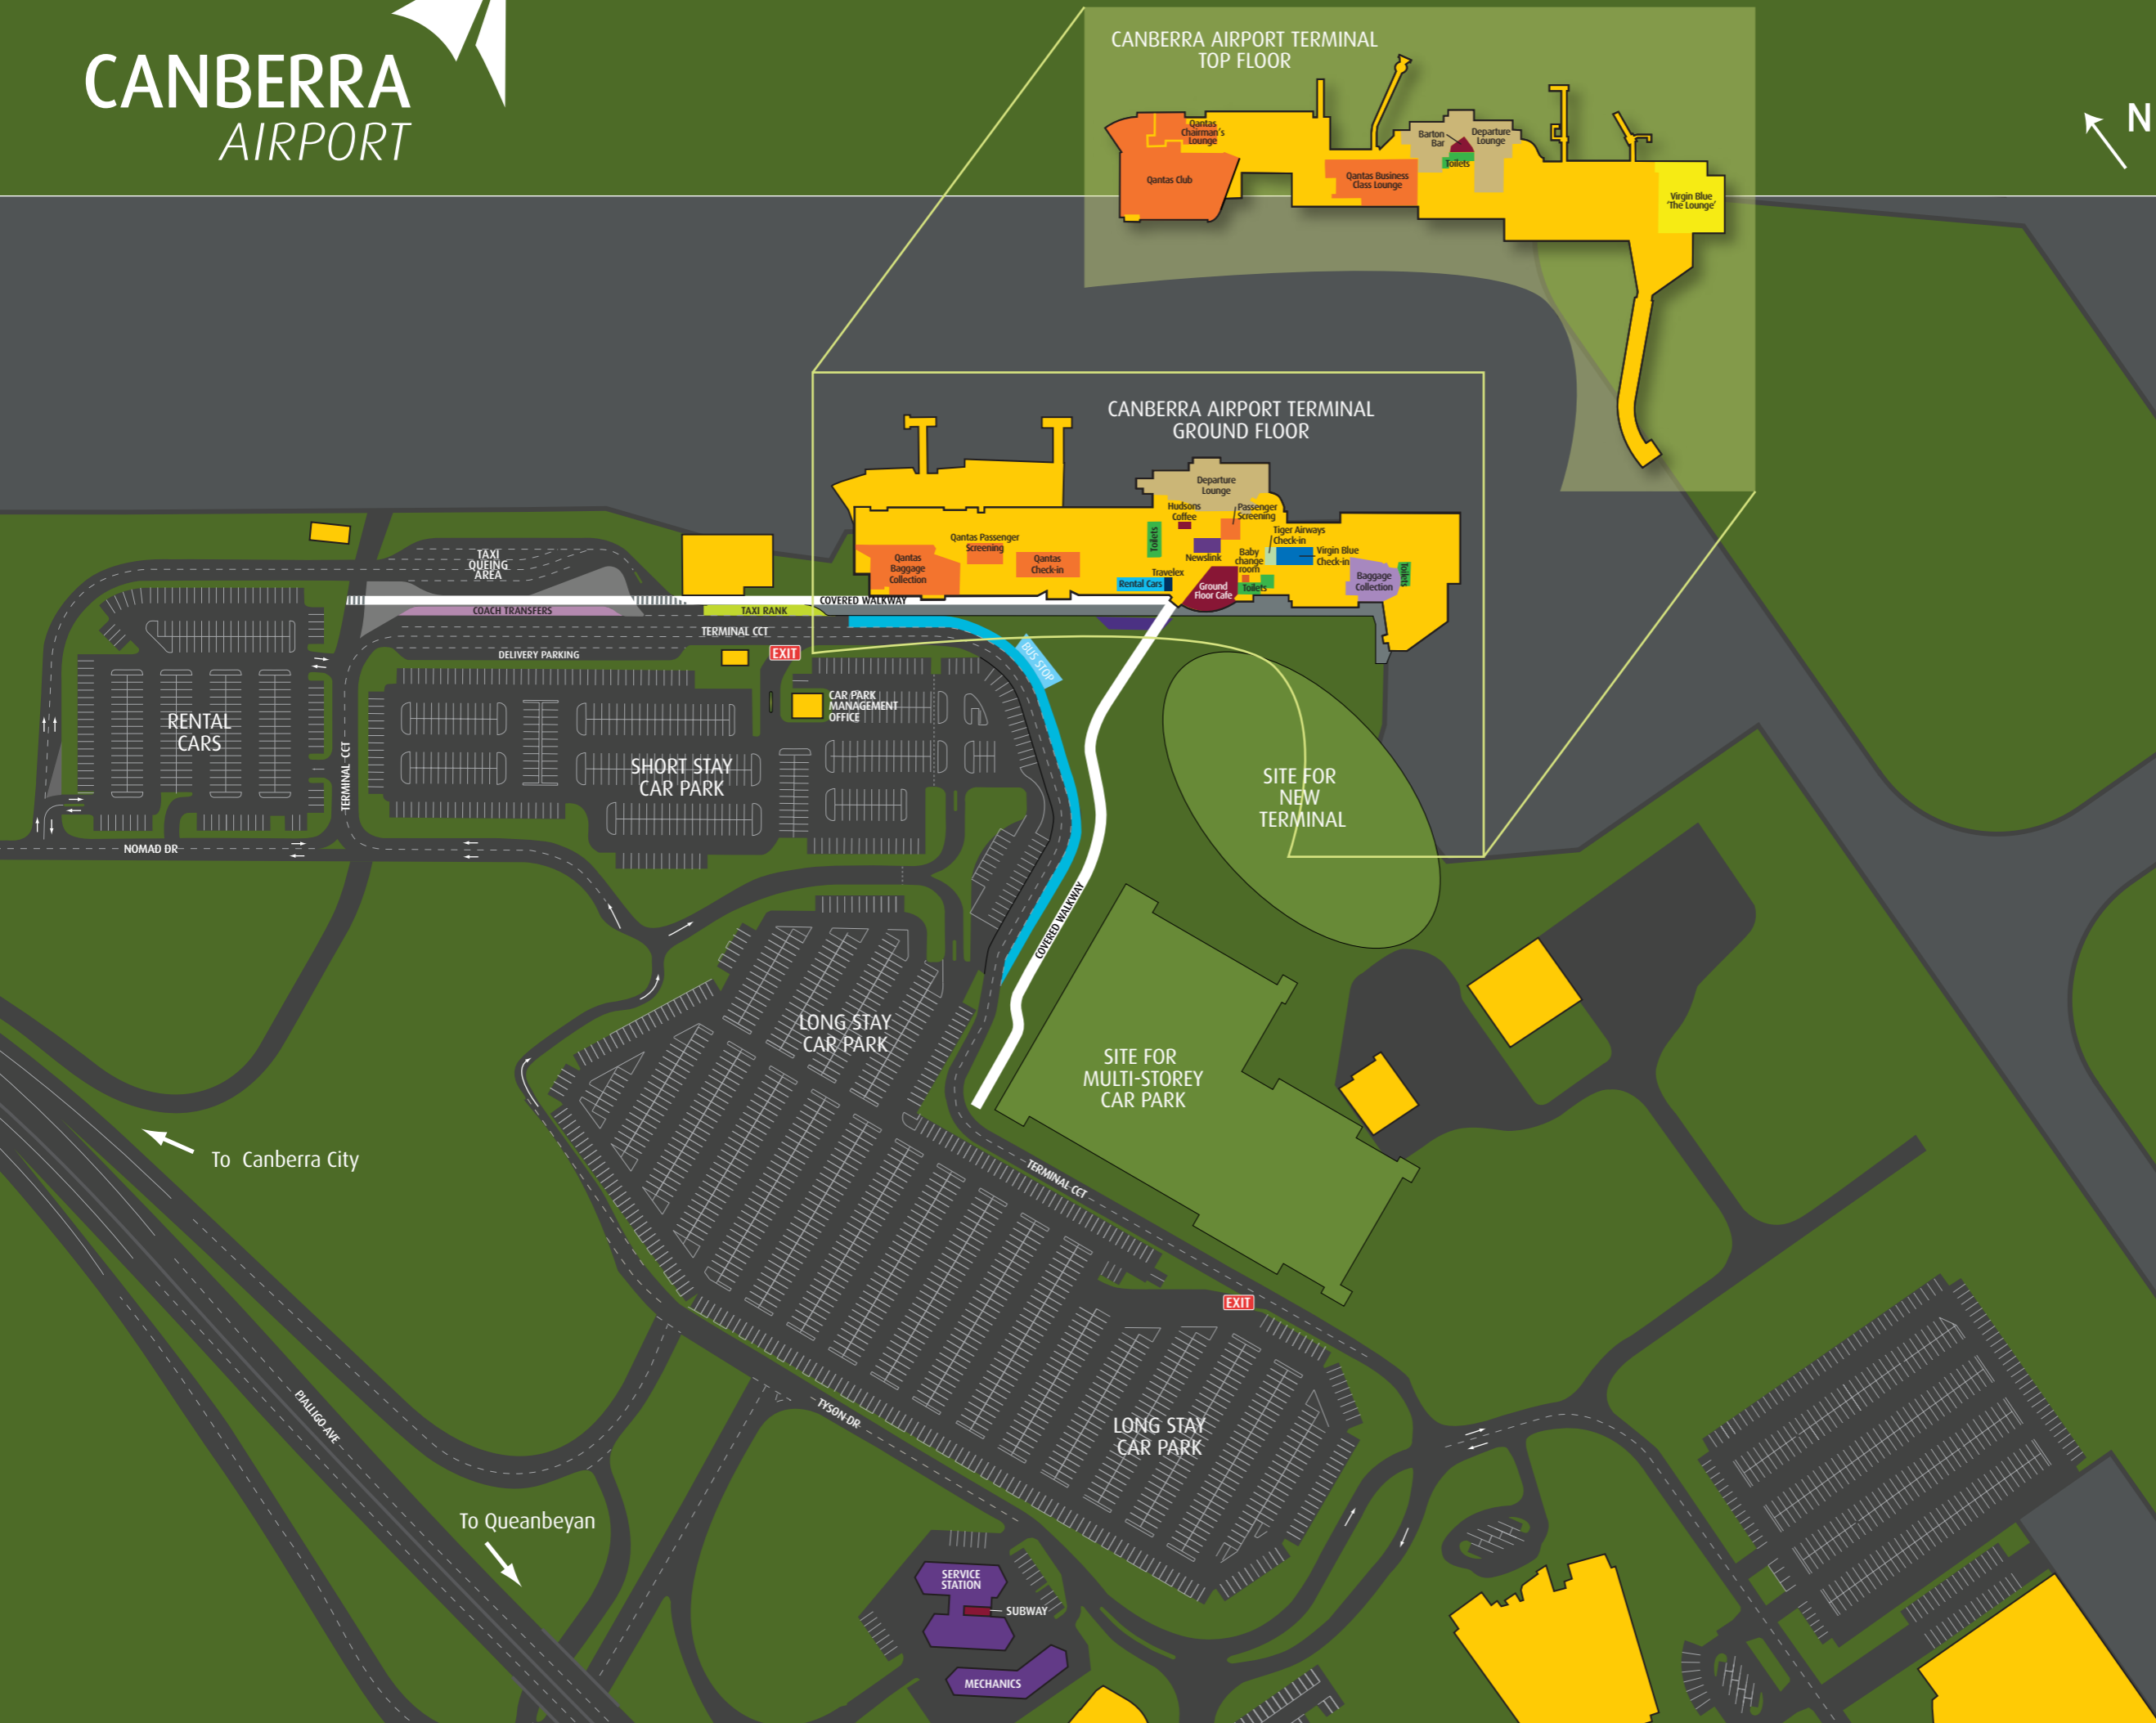 CANBERRA
AIRPORT
N
CANBERRA AIRPORT TERMINAL
TOP FLOOR
Qantas
Chairman's
Lounge
Qantas Club
Qantas Business
Class Lounge
Barton
Bar
Departure
Lounge
Toilets
Virgin Blue
'The Lounge'
CANBERRA AIRPORT TERMINAL
GROUND FLOOR
Departure
Lounge
Hudsons
Coffee
Passenger
Screening
Toilets
Tiger Airways
Check-in
Qantas Passenger
Screening
Qantas
Baggage
Collection
Qantas
Check-in
Newslink
Baby
change
room
Virgin Blue
Check-in
Travelex
Rental Cars
Ground
Floor Cafe
Toilets
Baggage
Collection
Toilets
TAXI
QUEING
AREA
COACH TRANSFERS
TAXI RANK
COVERED WALKWAY
TERMINAL CCT
DELIVERY PARKING
EXIT
BUS STOP
CAR PARK
MANAGEMENT
OFFICE
RENTAL
CARS
TERMINAL CCT
SHORT STAY
CAR PARK
SITE FOR
NEW
TERMINAL
NOMAD DR
COVERED WALKWAY
LONG STAY
CAR PARK
SITE FOR
MULTI-STOREY
CAR PARK
To Canberra City
TERMINAL CCT
EXIT
PIALLIGO AVE
TYSON DR
LONG STAY
CAR PARK
To Queanbeyan
SERVICE
STATION
SUBWAY
MECHANICS